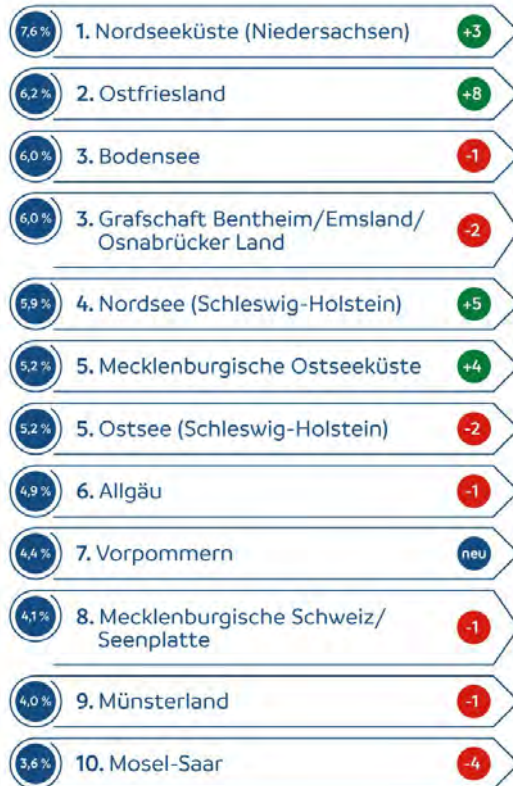 7,6 % 1. Nordseeküste (Niedersachsen) +3
6,2 % 2. Ostfriesland +8
6,0 % 3. Bodensee -1
6,0 % 3. Grafschaft Bentheim/Emsland/
Osnabrücker Land -2
5,9 % 4. Nordsee (Schleswig-Holstein) +5
5,2 % 5. Mecklenburgische Ostseeküste +4
5,2 % 5. Ostsee (Schleswig-Holstein) -2
4,9 % 6. Allgäu -1
4,4 % 7. Vorpommern neu
4,1 % 8. Mecklenburgische Schweiz/
Seenplatte -1
4,0 % 9. Münsterland -1
3,6 % 10. Mosel-Saar -4